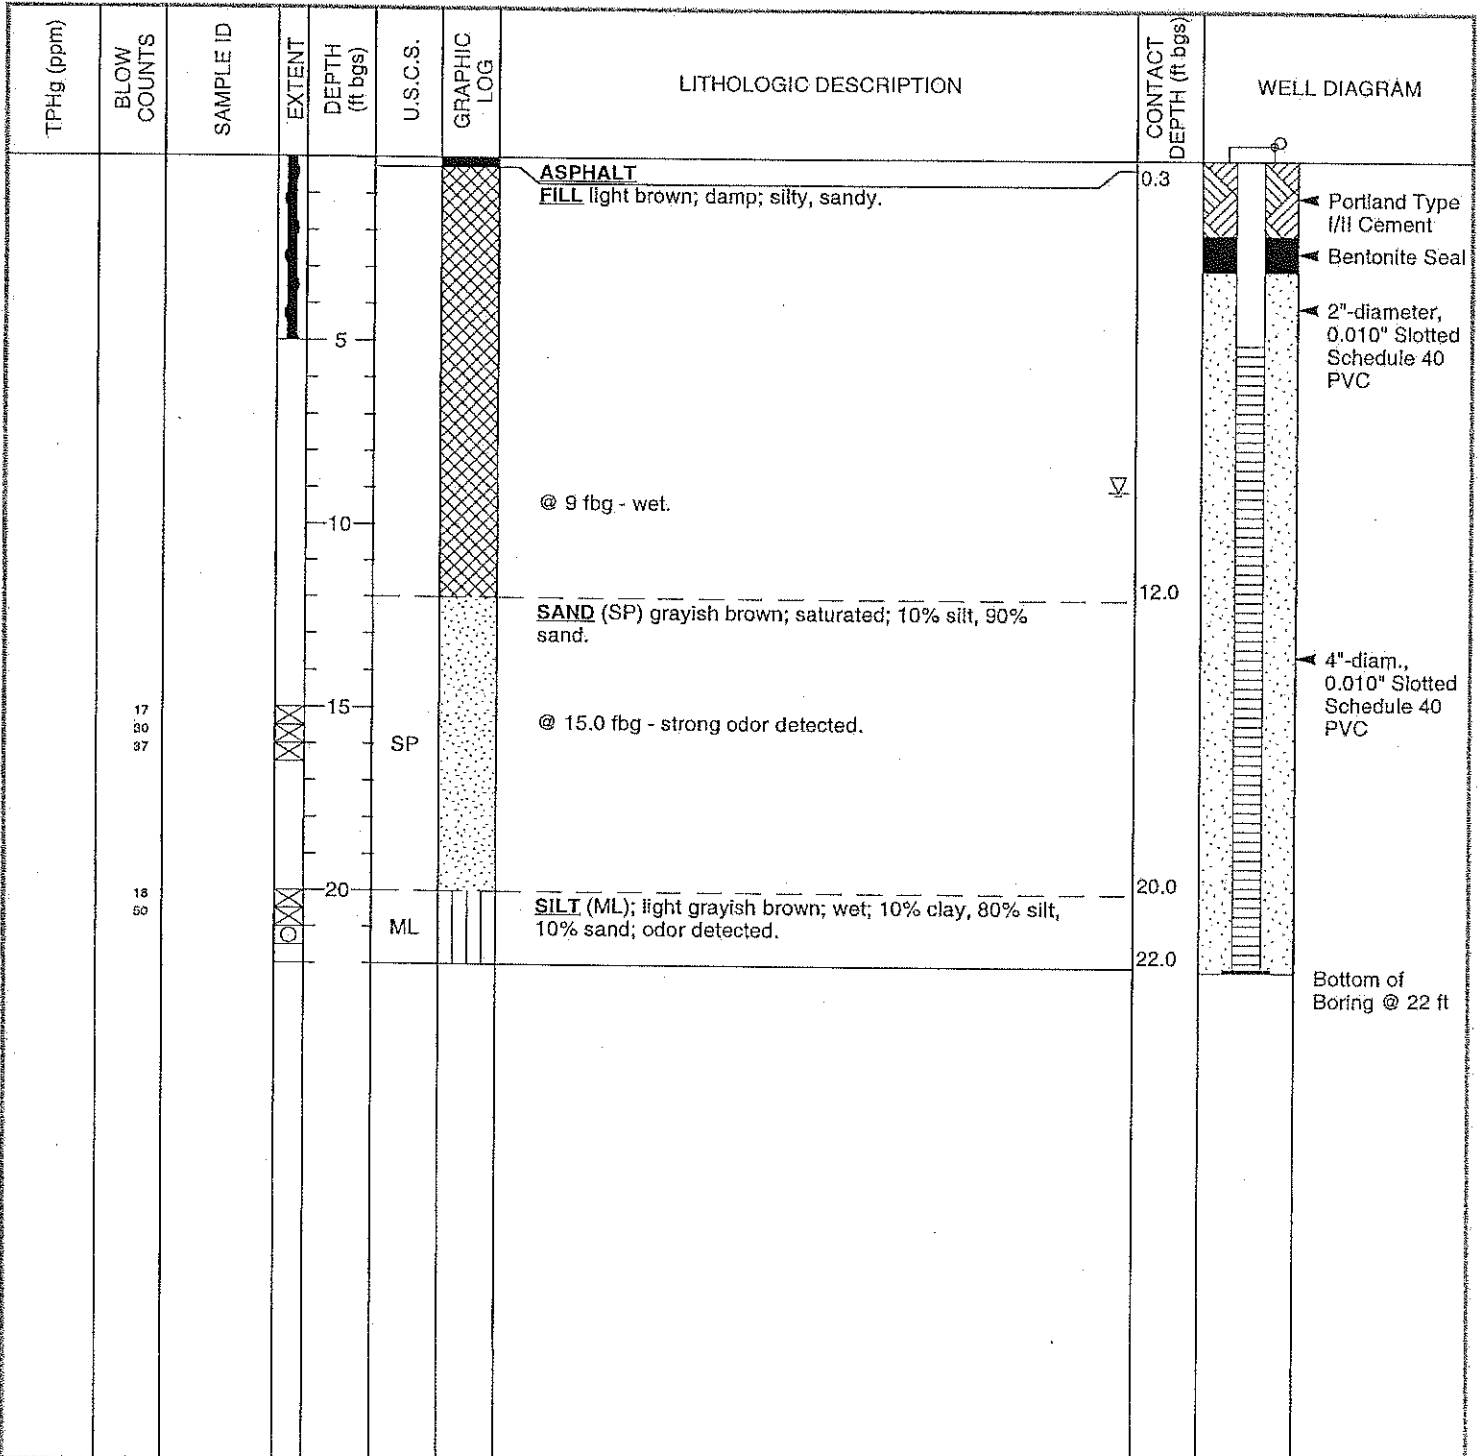 TPHg (ppm)
BLOW
COUNTS
SAMPLE ID
EXTENT
DEPTH
(ft bgs)
U.S.C.S.
GRAPHIC
LOG
LITHOLOGIC DESCRIPTION
CONTACT
DEPTH (ft bgs)
WELL DIAGRAM
ASPHALT
0.3
FILL light brown; damp; silty, sandy.
Portland Type
I/II Cement
Bentonite Seal
2"-diameter,
0.010" Slotted
Schedule 40
PVC
5
@ 9 fbg - wet.
10
12.0
SAND (SP) grayish brown; saturated; 10% silt, 90%
sand.
4"-diam.,
0.010" Slotted
Schedule 40
PVC
15
17
30
37
@ 15.0 fbg - strong odor detected.
SP
20
20.0
18
50
SILT (ML); light grayish brown; wet; 10% clay, 80% silt,
10% sand; odor detected.
ML
22.0
Bottom of
Boring @ 22 ft